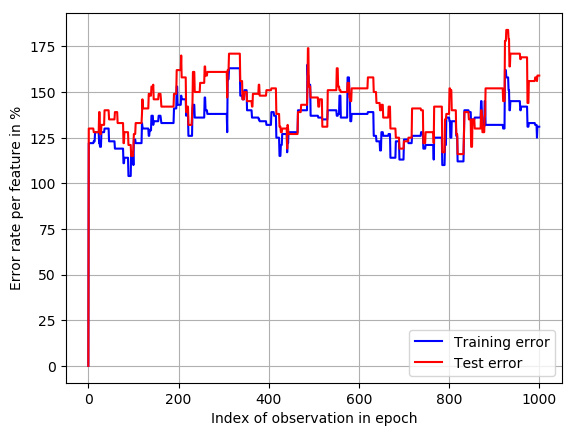 Error rate per feature in %
175
150
125
100
75
50
25
0
0 200 400 600 800 1000
Index of observation in epoch
Training error
Test error